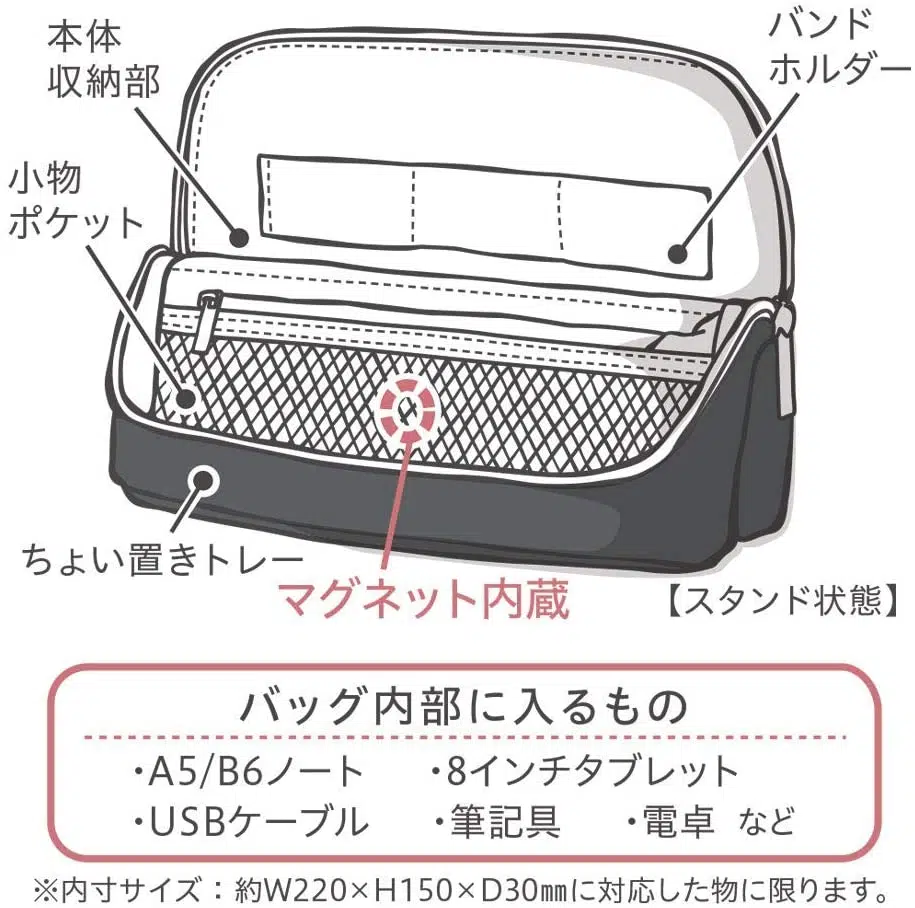 本体
収納部
バンド
ホルダー
小物
ポケット
ちょい置きトレー
マグネット内蔵
【スタンド状態】
バッグ内部に入るもの
・A5/B6ノート ・8インチタブレット
・USBケーブル ・筆記具 ・電卓 など
※内寸サイズ：約W220×H150×D30㎜に対応した物に限ります。